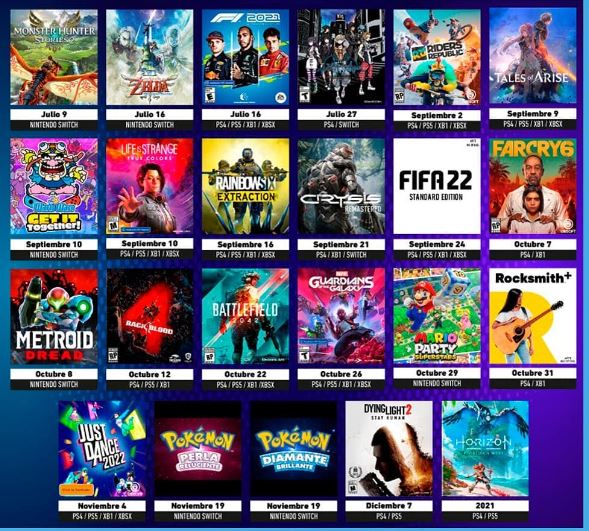 MONSTER HUNTER
STORIES 2
Julio 9
NINTENDO SWITCH
ZELDA
Julio 16
NINTENDO SWITCH
F1 2021
Julio 16
PS4 / PS5 / XB1 / XBSX
Julio 27
PS4 / SWITCH
RIDERS
REPUBLIC
Septiembre 2
PS4 / PS5 / XB1 / XBSX
TALES OF ARISE
Septiembre 9
PS4 / PS5 / XB1 / XBSX
WarioWare
GET IT
Together!
Septiembre 10
NINTENDO SWITCH
LIFE IS STRANGE
TRUE COLORS
Septiembre 10
PS4 / PS5 / XB1 / XBSX
RAINBOW SIX
EXTRACTION
Septiembre 16
PS4 / PS5 / XB1 / XBSX
CRYSIS
REMASTERED
Septiembre 21
PS4 / XB1 / SWITCH
FIFA 22
STANDARD EDITION
Septiembre 24
PS4 / PS5 / XB1 / XBSX
FARCRY6
UBISOFT
Octubre 7
PS4 / XB1
METROID
DREAD
Octubre 8
NINTENDO SWITCH
BACK 4 BLOOD
Octubre 12
PS4 / PS5 / XB1
BATTLEFIELD
2042
Octubre 22
PS4 / PS5 / XB1 /XBSX
MARVEL
GUARDIANS
OF THE
GALAXY
Octubre 26
PS4 / PS5 / XB1 /XBSX
MARIO
PARTY
SUPERSTARS
Octubre 29
NINTENDO SWITCH
Rocksmith+
Octubre 31
PS4 / XB1
JUST
DANCE
2022
Noviembre 4
PS4 / PS5 / XB1 / XBSX
POKéMON
PERLA
RELUCIENTE
Noviembre 19
NINTENDO SWITCH
POKéMON
DIAMANTE
BRILLANTE
Noviembre 19
NINTENDO SWITCH
DYING LIGHT 2
STAY HUMAN
Diciembre 7
PS4 / PS5 / XB1
HORIZON
2021
PS4 / PS5